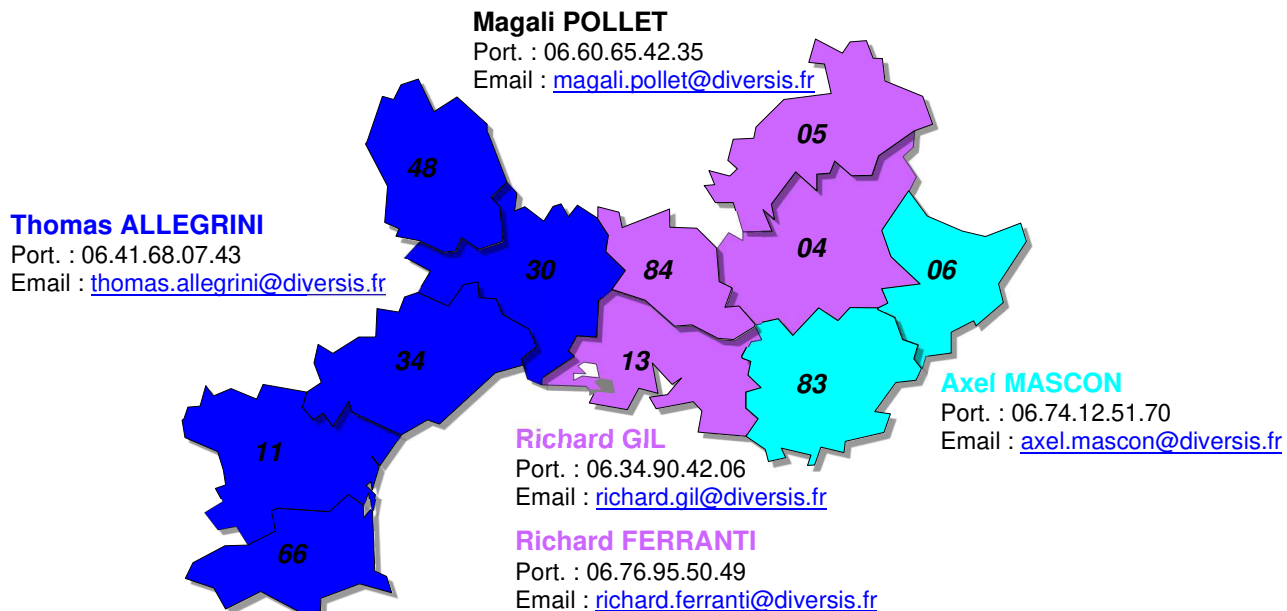 Magali POLLET
Port. : 06.60.65.42.35
Email : magali.pollet@diversis.fr
05
48
Thomas ALLEGRINI
Port. : 06.41.68.07.43
Email : thomas.allegrini@diversis.fr
30
84
04
06
34
13
83
Axel MASCON
Port. : 06.74.12.51.70
Email : axel.mascon@diversis.fr
11
Richard GIL
Port. : 06.34.90.42.06
Email : richard.gil@diversis.fr
66
Richard FERRANTI
Port. : 06.76.95.50.49
Email : richard.ferranti@diversis.fr